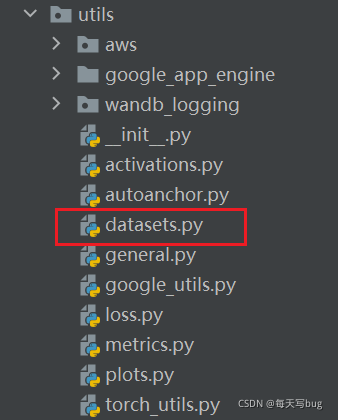 utils
aws
google_app_engine
wandb_logging
__init__.py
activations.py
autoanchor.py
datasets.py
general.py
google_utils.py
loss.py
metrics.py
plots.py
torch_utils.py
CSDN @每天写bug